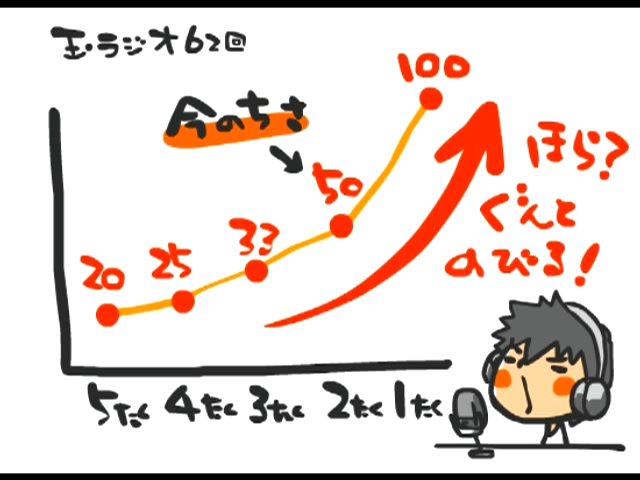 玉・ラジオ62回
100
今のちさ
50
33
25
20
ほら?
ぐんと
のびる!
5たく 4たく 3たく 2たく 1たく